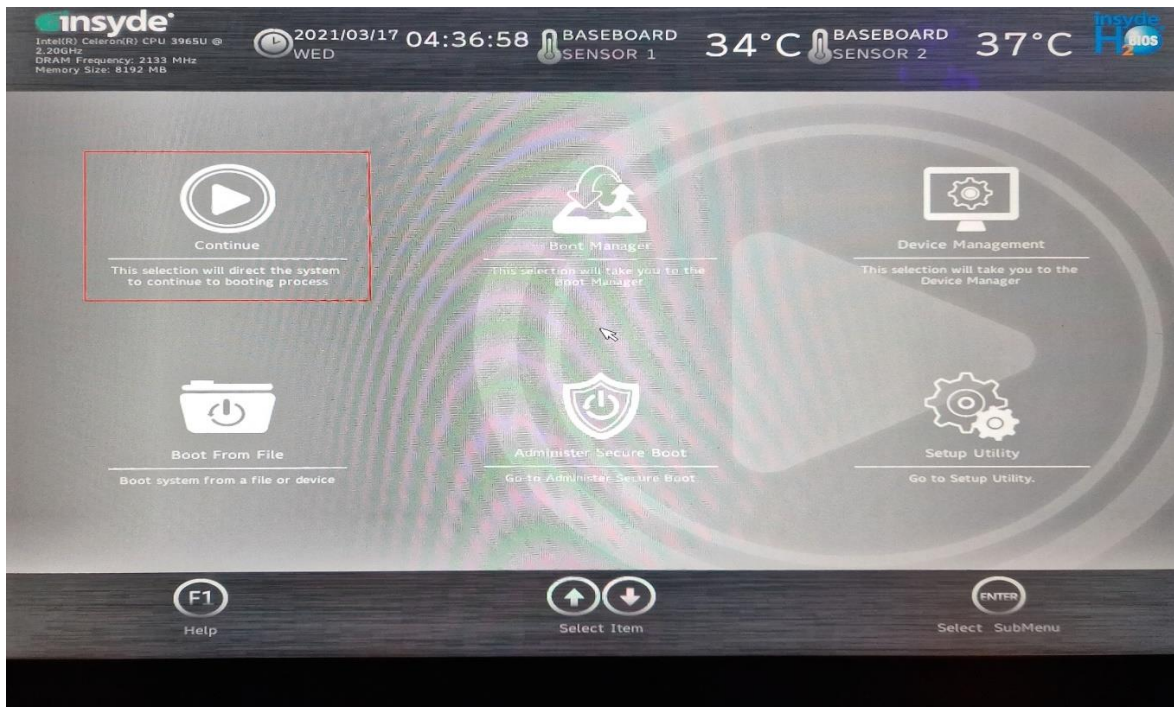 insyde
Intel(R) Celeron(R) CPU 3965U @
2.20GHz
DRAM Frequency: 2133 MHz
Memory Size: 8192 MB
2021/03/17
WED
04:36:58
BASEBOARD
SENSOR 1
34°C
BASEBOARD
SENSOR 2
37°C
insyde
H2O
BIOS
Continue
This selection will direct the system
to continue to booting process
Boot Manager
This selection will take you to the
Boot Manager
Device Management
This selection will take you to the
Device Manager
Boot From File
Boot system from a file or device
Administer Secure Boot
Go to Administer Secure Boot
Setup Utility
Go to Setup Utility.
F1
Help
Select Item
ENTER
Select SubMenu